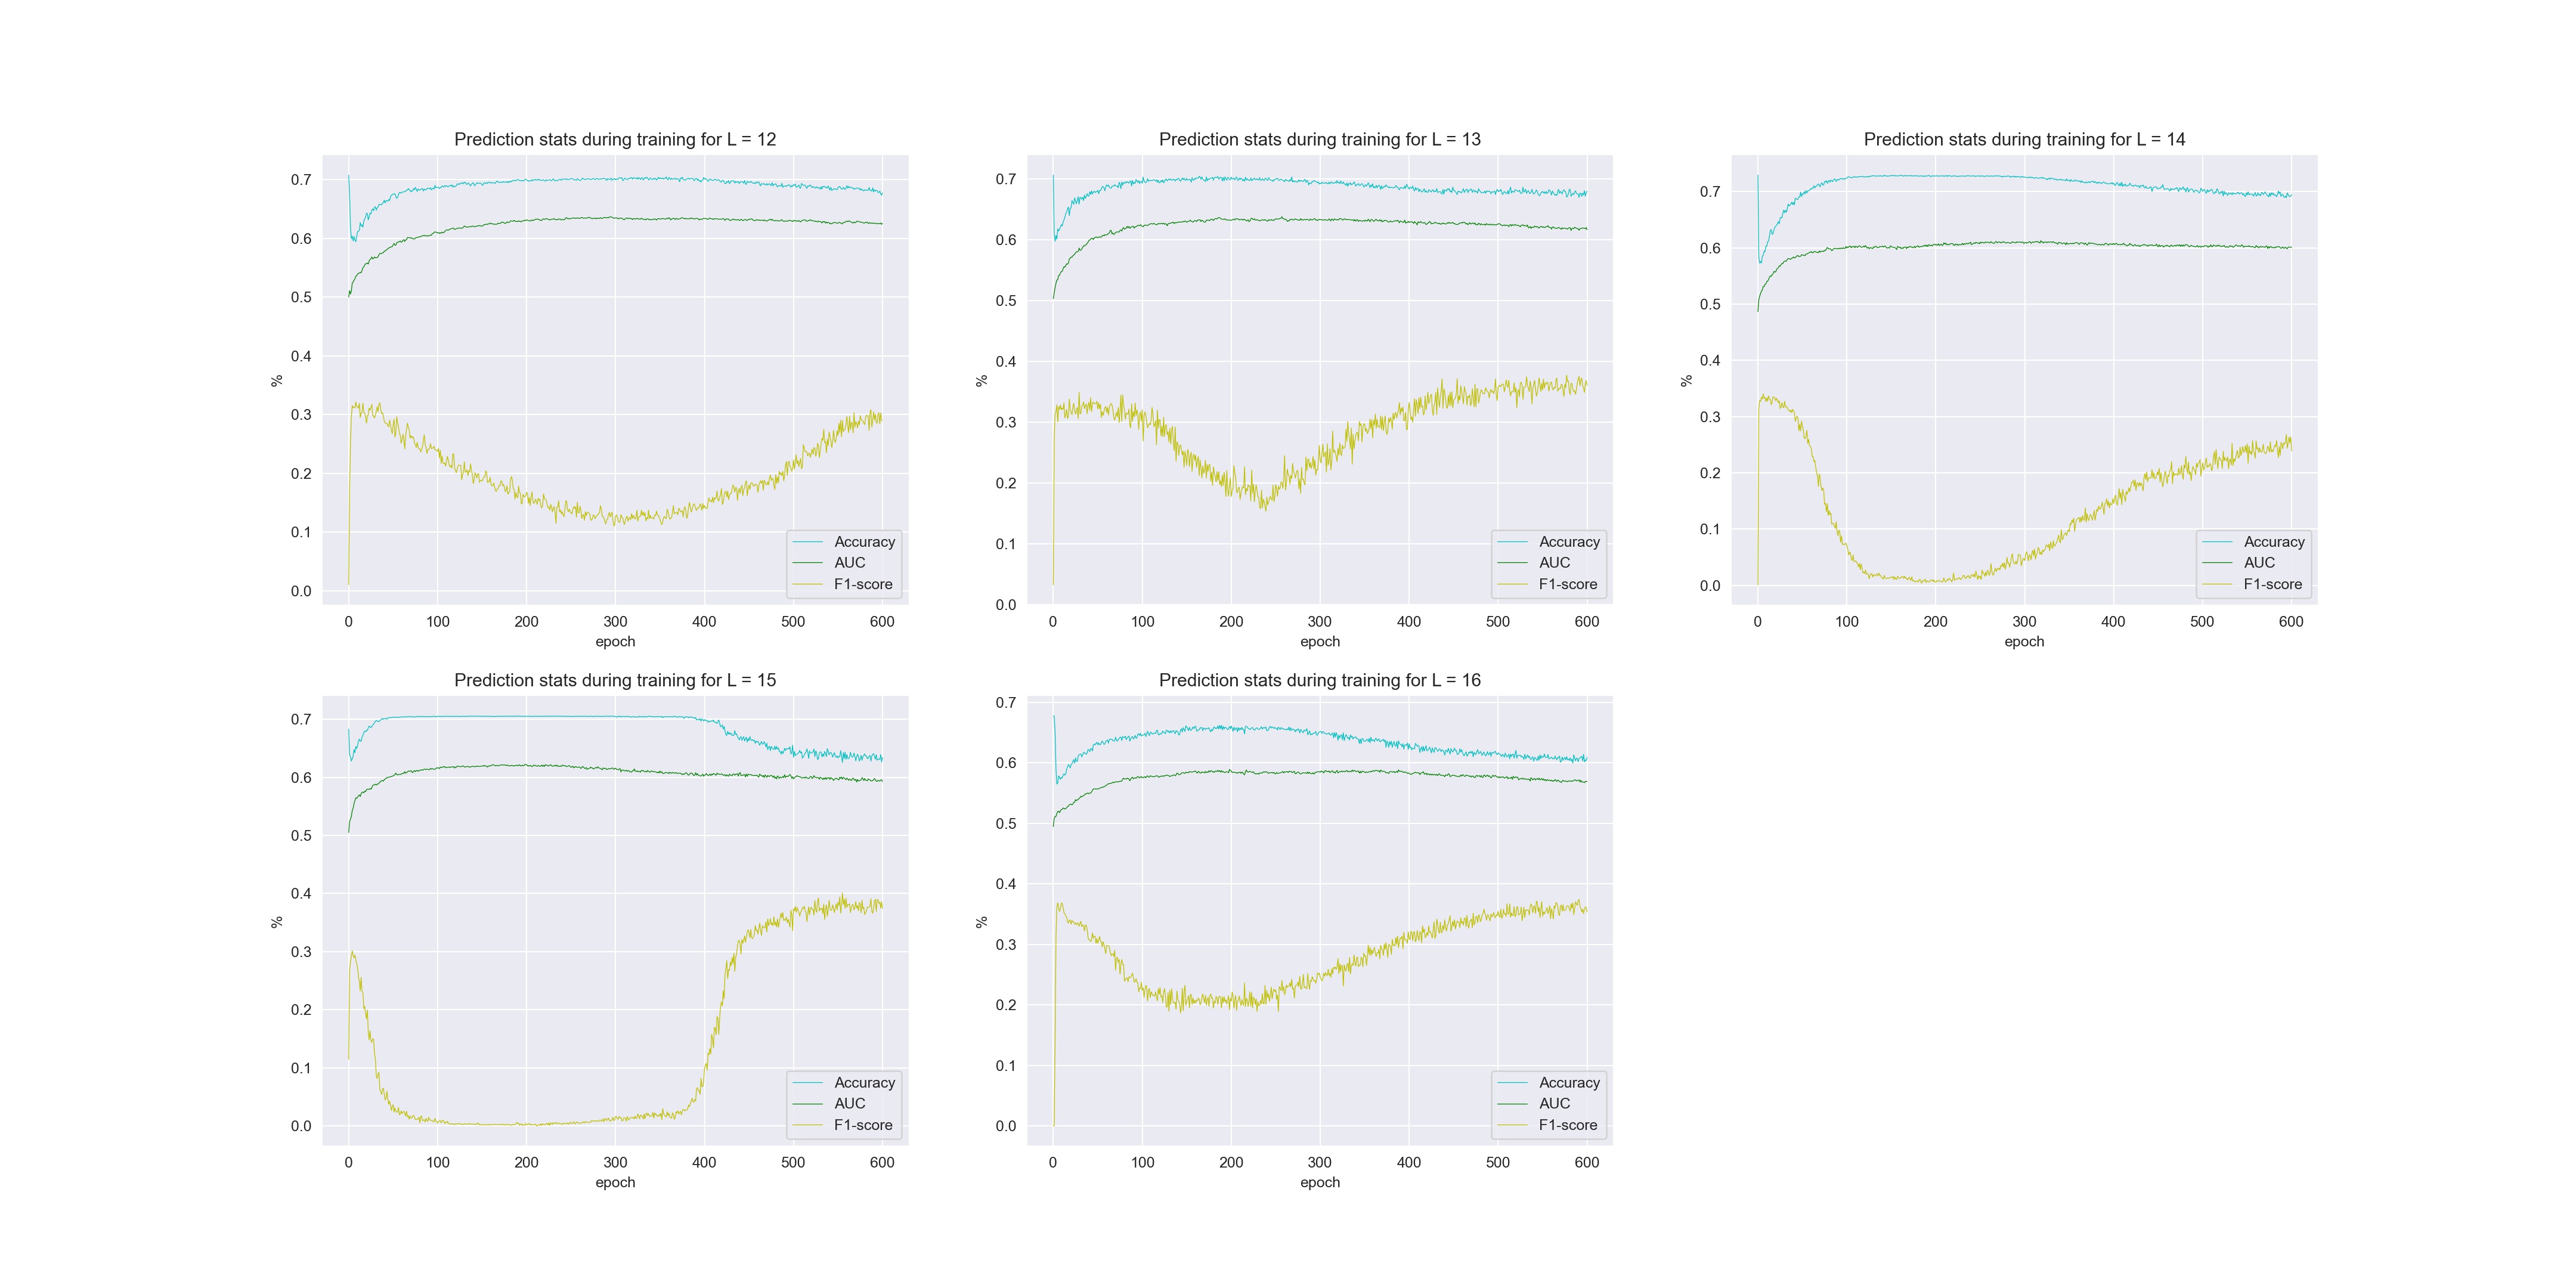 Prediction stats during training for L = 12
0.7
0.6
0.5
0.4
0.3
0.2
0.1
0.0
%
0 100 200 300 400 500 600
epoch
Accuracy
AUC
F1-score
Prediction stats during training for L = 13
0.7
0.6
0.5
0.4
0.3
0.2
0.1
0.0
%
0 100 200 300 400 500 600
epoch
Accuracy
AUC
F1-score
Prediction stats during training for L = 14
0.7
0.6
0.5
0.4
0.3
0.2
0.1
0.0
%
0 100 200 300 400 500 600
epoch
Accuracy
AUC
F1-score
Prediction stats during training for L = 15
0.7
0.6
0.5
0.4
0.3
0.2
0.1
0.0
%
0 100 200 300 400 500 600
epoch
Accuracy
AUC
F1-score
Prediction stats during training for L = 16
0.7
0.6
0.5
0.4
0.3
0.2
0.1
0.0
%
0 100 200 300 400 500 600
epoch
Accuracy
AUC
F1-score